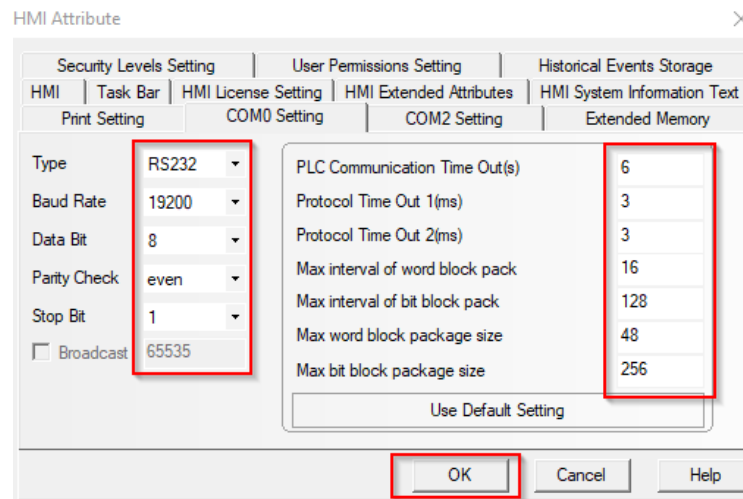 HMI Attribute
Security Levels Setting User Permissions Setting Historical Events Storage
HMI Task Bar HMI License Setting HMI Extended Attributes HMI System Information Text
Print Setting COM0 Setting COM2 Setting Extended Memory
Type RS232
Baud Rate 19200
Data Bit 8
Parity Check even
Stop Bit 1
Broadcast 65535
PLC Communication Time Out(s) 6
Protocol Time Out 1(ms) 3
Protocol Time Out 2(ms) 3
Max interval of word block pack 16
Max interval of bit block pack 128
Max word block package size 48
Max bit block package size 256
Use Default Setting
OK Cancel Help